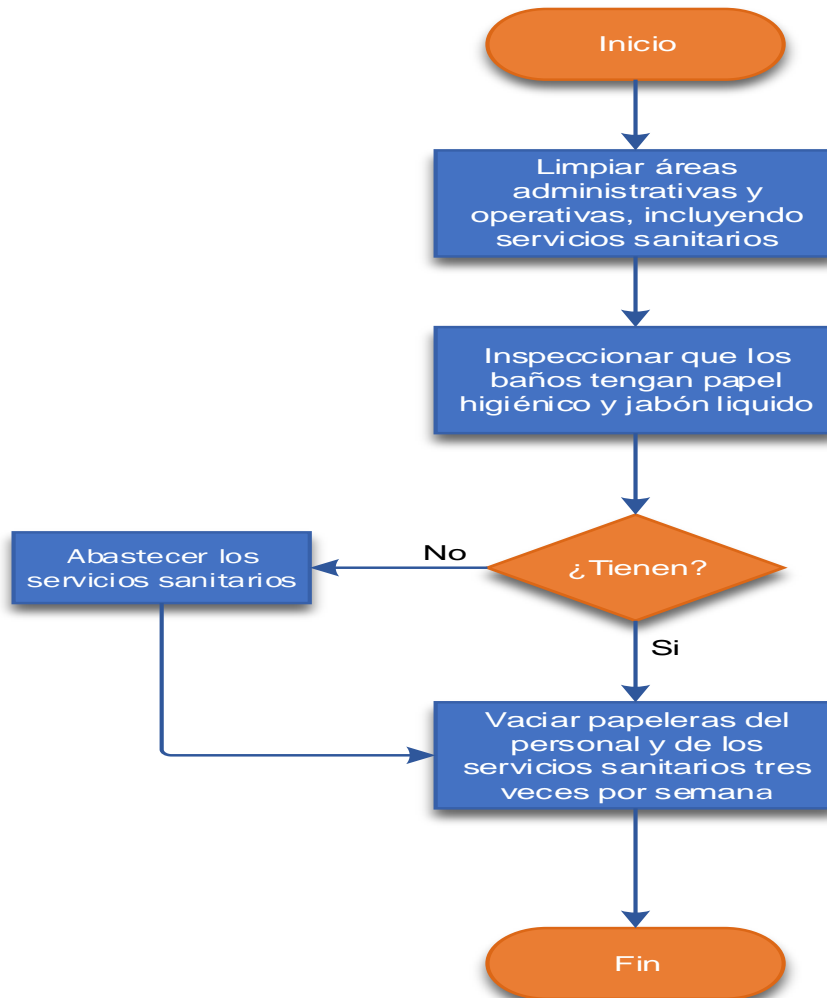 Inicio
Limpiar áreas
administrativas y
operativas, incluyendo
servicios sanitarios
Inspeccionar que los
baños tengan papel
higiénico y jabón liquido
¿Tienen?
No
Abastecer los
servicios sanitarios
Si
Vaciar papeleras del
personal y de los
servicios sanitarios tres
veces por semana
Fin